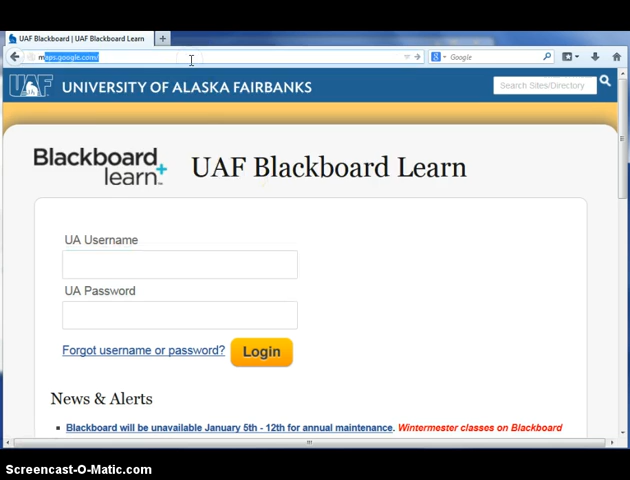 UAF Blackboard | UAF Blackboard Learn
maps.google.com/
Google
UAF UNIVERSITY OF ALASKA FAIRBANKS
Search Sites/Directory
Blackboard learn+
UAF Blackboard Learn
UA Username
UA Password
Forgot username or password?
Login
News & Alerts
Blackboard will be unavailable January 5th - 12th for annual maintenance. Wintermester classes on Blackboard
Screencast-O-Matic.com